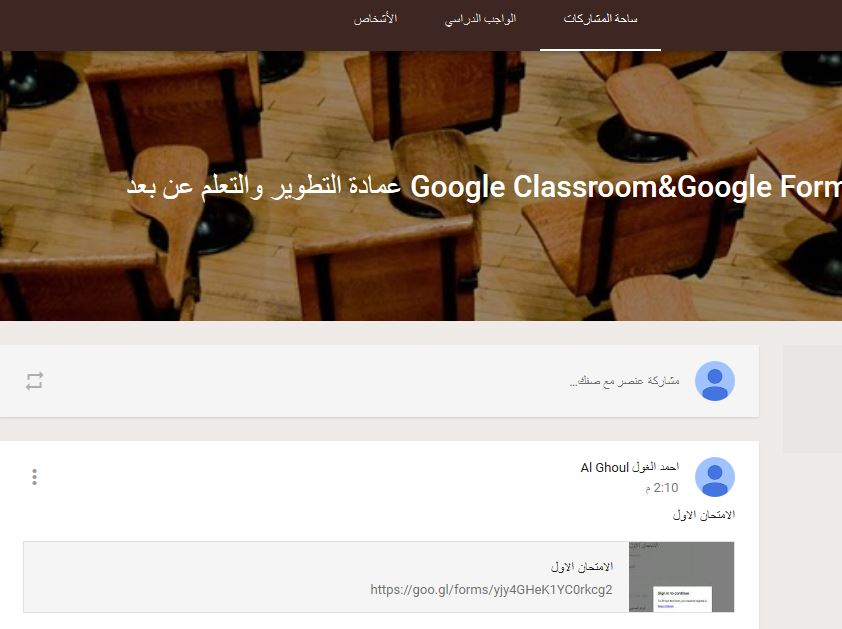 ساحة المشاركات
الواجب الدراسي
الأشخاص
Google Classroom&Google Form عمادة التطوير والتعلم عن بعد
مشاركة عنصر مع صفك...
احمد الغول Al Ghoul
2:10 م
الامتحان الاول
الامتحان الاول
https://goo.gl/forms/yjy4GHeK1YC0rkcg2
Sign in to continue